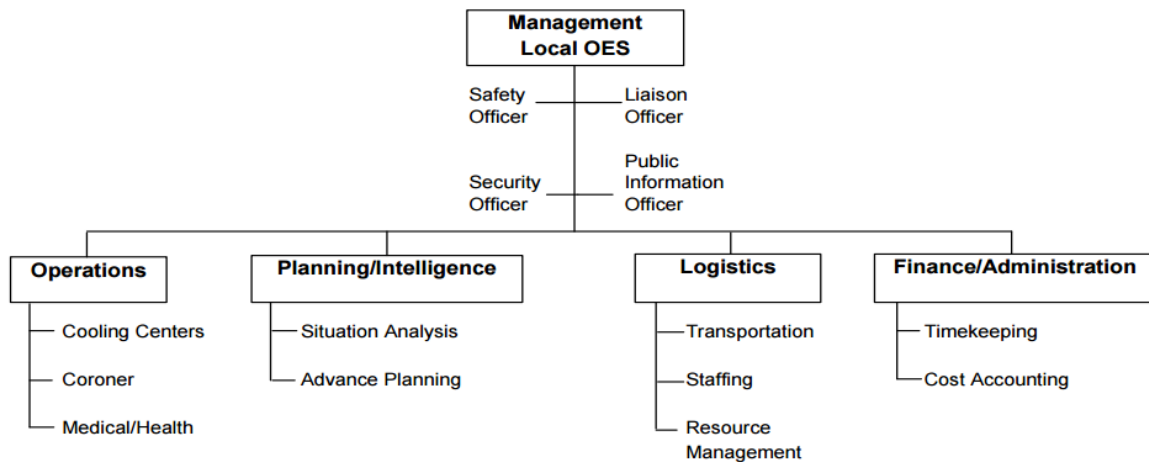 Management
Local OES
Safety
Officer
Liaison
Officer
Security
Officer
Public
Information
Officer
Operations
Planning/Intelligence
Logistics
Finance/Administration
Cooling Centers
Situation Analysis
Transportation
Timekeeping
Coroner
Advance Planning
Staffing
Cost Accounting
Medical/Health
Resource
Management